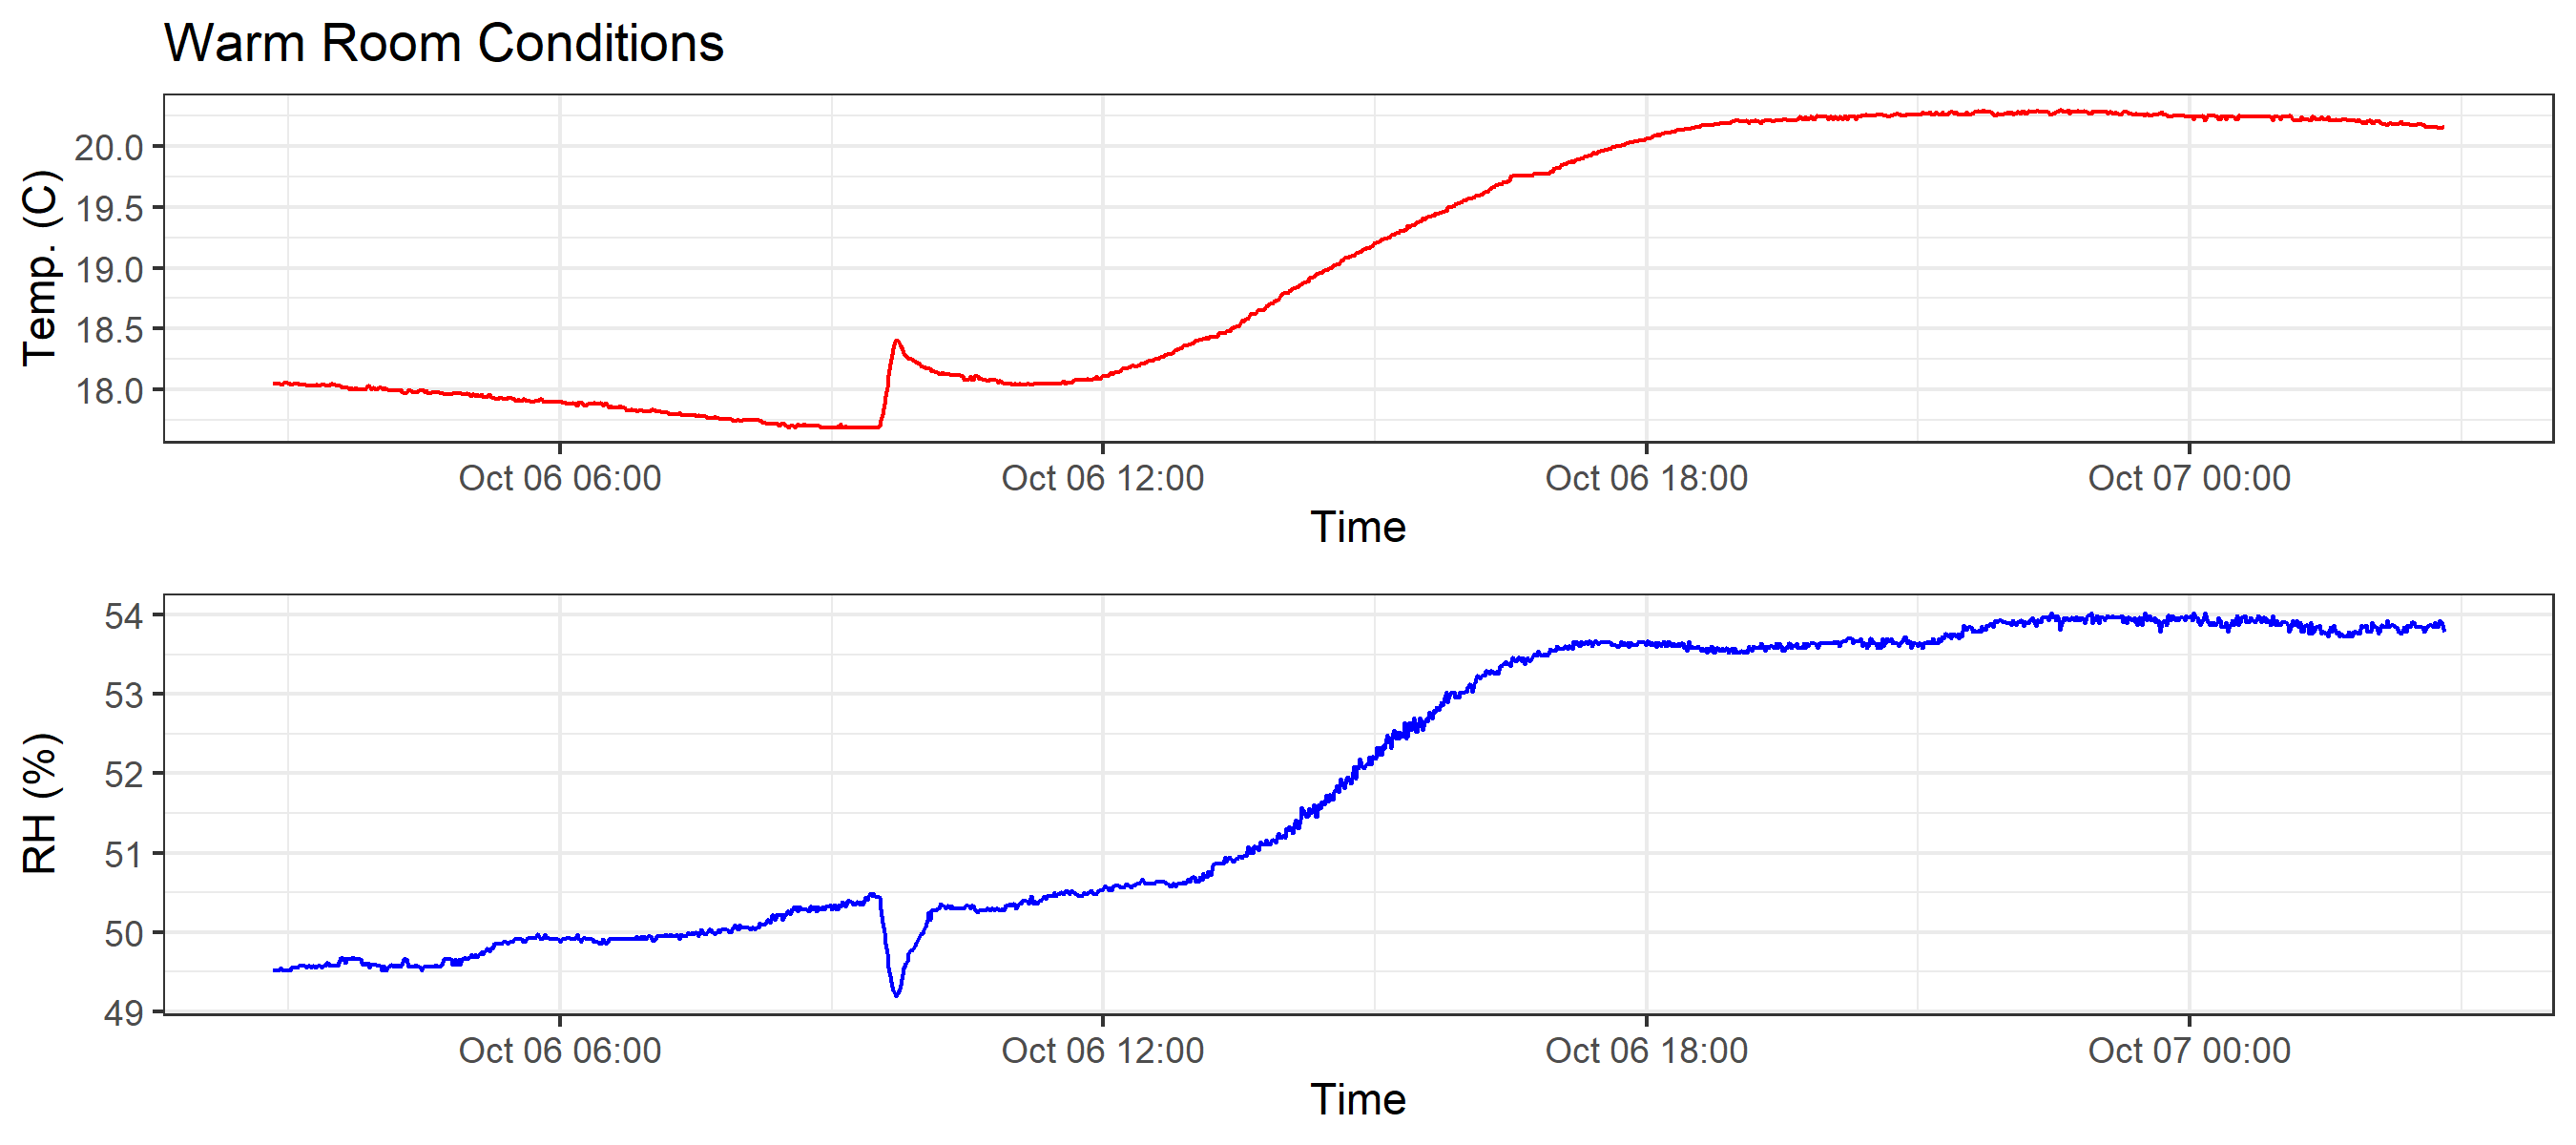 Warm Room Conditions
Temp. (C)
20.0
19.5
19.0
18.5
18.0
Oct 06 06:00 Oct 06 12:00 Oct 06 18:00 Oct 07 00:00
Time
RH (%)
54
53
52
51
50
49
Oct 06 06:00 Oct 06 12:00 Oct 06 18:00 Oct 07 00:00
Time